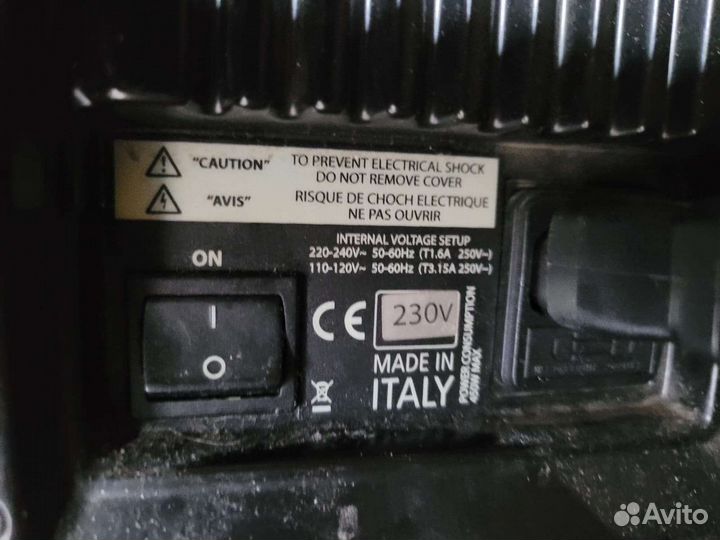 "CAUTION" TO PREVENT ELECTRICAL SHOCK
DO NOT REMOVE COVER
"AVIS" RISQUE DE CHOCH ELECTRIQUE
NE PAS OUVRIR
INTERNAL VOLTAGE SETUP
220-240V~ 50-60Hz (T1.6A 250V~)
110-120V~ 50-60Hz (T3.15A 250V~)
ON
CE
230V
MADE IN
ITALY
POWER CONSUMPTION
Avito